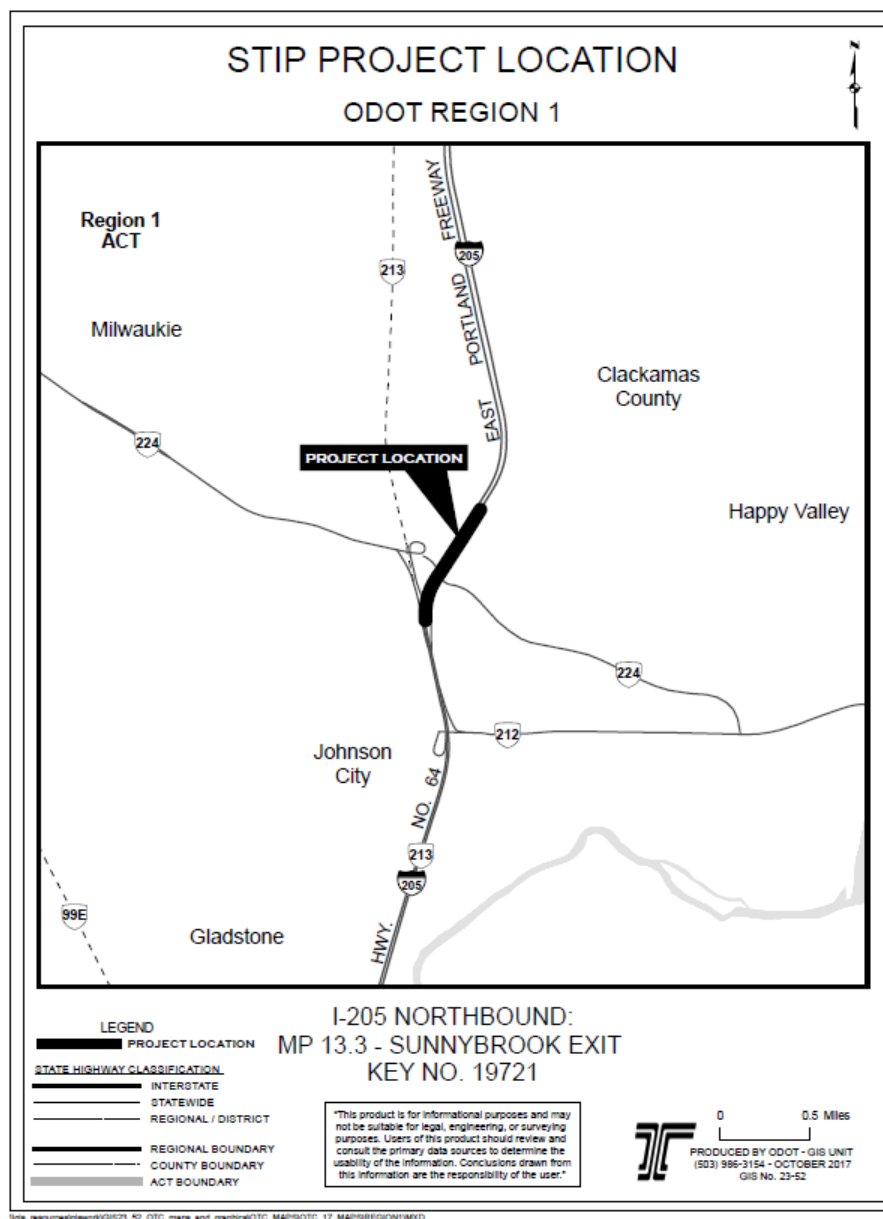 STIP PROJECT LOCATION
ODOT REGION 1
N
Region 1
ACT
213
FREEWAY
205
PORTLAND
EAST
Milwaukie
Clackamas
County
224
PROJECT LOCATION
Happy Valley
224
212
Johnson
City
NO. 64
213
205
HWY.
99E
Gladstone
LEGEND
PROJECT LOCATION
STATE HIGHWAY CLASSIFICATION
INTERSTATE
STATEWIDE
REGIONAL / DISTRICT
REGIONAL BOUNDARY
COUNTY BOUNDARY
ACT BOUNDARY
I-205 NORTHBOUND:
MP 13.3 - SUNNYBROOK EXIT
KEY NO. 19721
"This product is for informational purposes and may
not be suitable for legal, engineering, or surveying
purposes. Users of this product should review and
consult the primary data sources to determine the
usability of the information. Conclusions drawn from
this information are the responsibility of the user."
0 0.5 Miles
PRODUCED BY ODOT - GIS UNIT
(503) 986-3154 - OCTOBER 2017
GIS No. 23-52